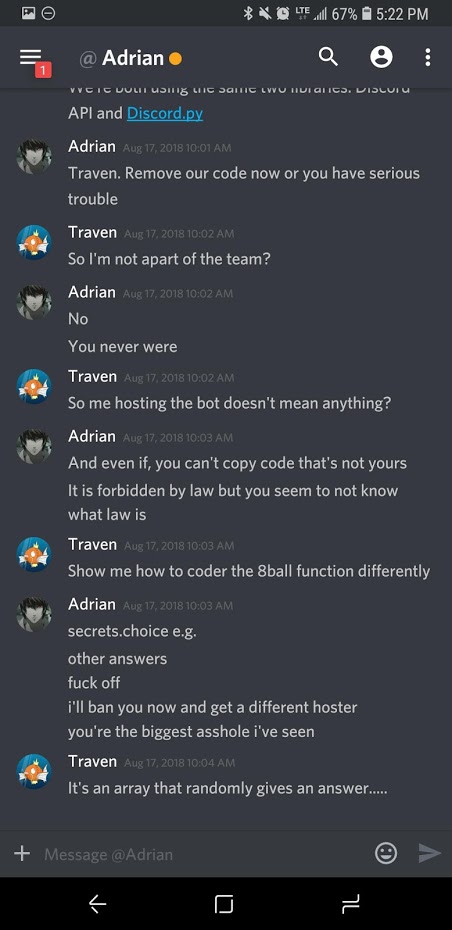 LTE 67% 5:22 PM
1
@ Adrian
We're both using the same two libraries. Discord
API and Discord.py
Adrian Aug 17, 2018 10:01 AM
Traven. Remove our code now or you have serious
trouble
Traven Aug 17, 2018 10:02 AM
So I'm not apart of the team?
Adrian Aug 17, 2018 10:02 AM
No
You never were
Traven Aug 17, 2018 10:02 AM
So me hosting the bot doesn't mean anything?
Adrian Aug 17, 2018 10:03 AM
And even if, you can't copy code that's not yours
It is forbidden by law but you seem to not know
what law is
Traven Aug 17, 2018 10:03 AM
Show me how to coder the 8ball function differently
Adrian Aug 17, 2018 10:03 AM
secrets.choice e.g.
other answers
fuck off
i'll ban you now and get a different hoster
you're the biggest asshole i've seen
Traven Aug 17, 2018 10:04 AM
It's an array that randomly gives an answer.....
Message @Adrian